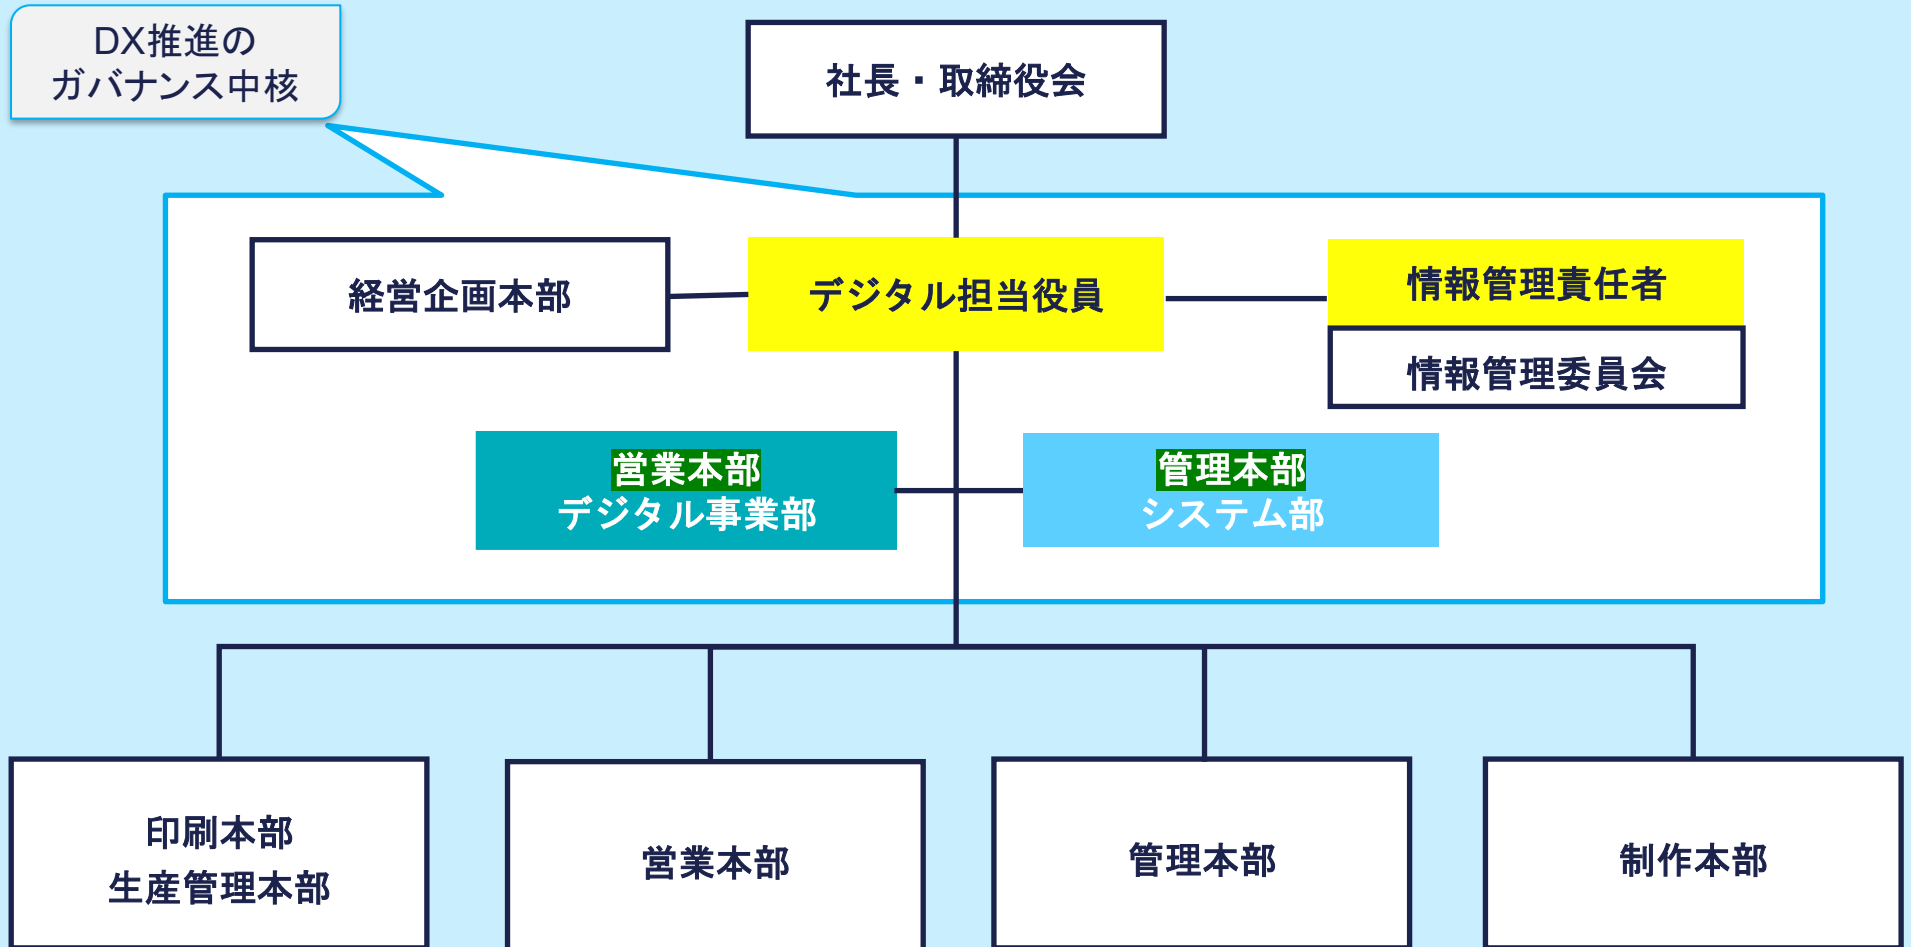 DX推進の
ガバナンス中核
社長・取締役会
経営企画本部
デジタル担当役員
情報管理責任者
情報管理委員会
営業本部
デジタル事業部
管理本部
システム部
印刷本部
生産管理本部
営業本部
管理本部
制作本部